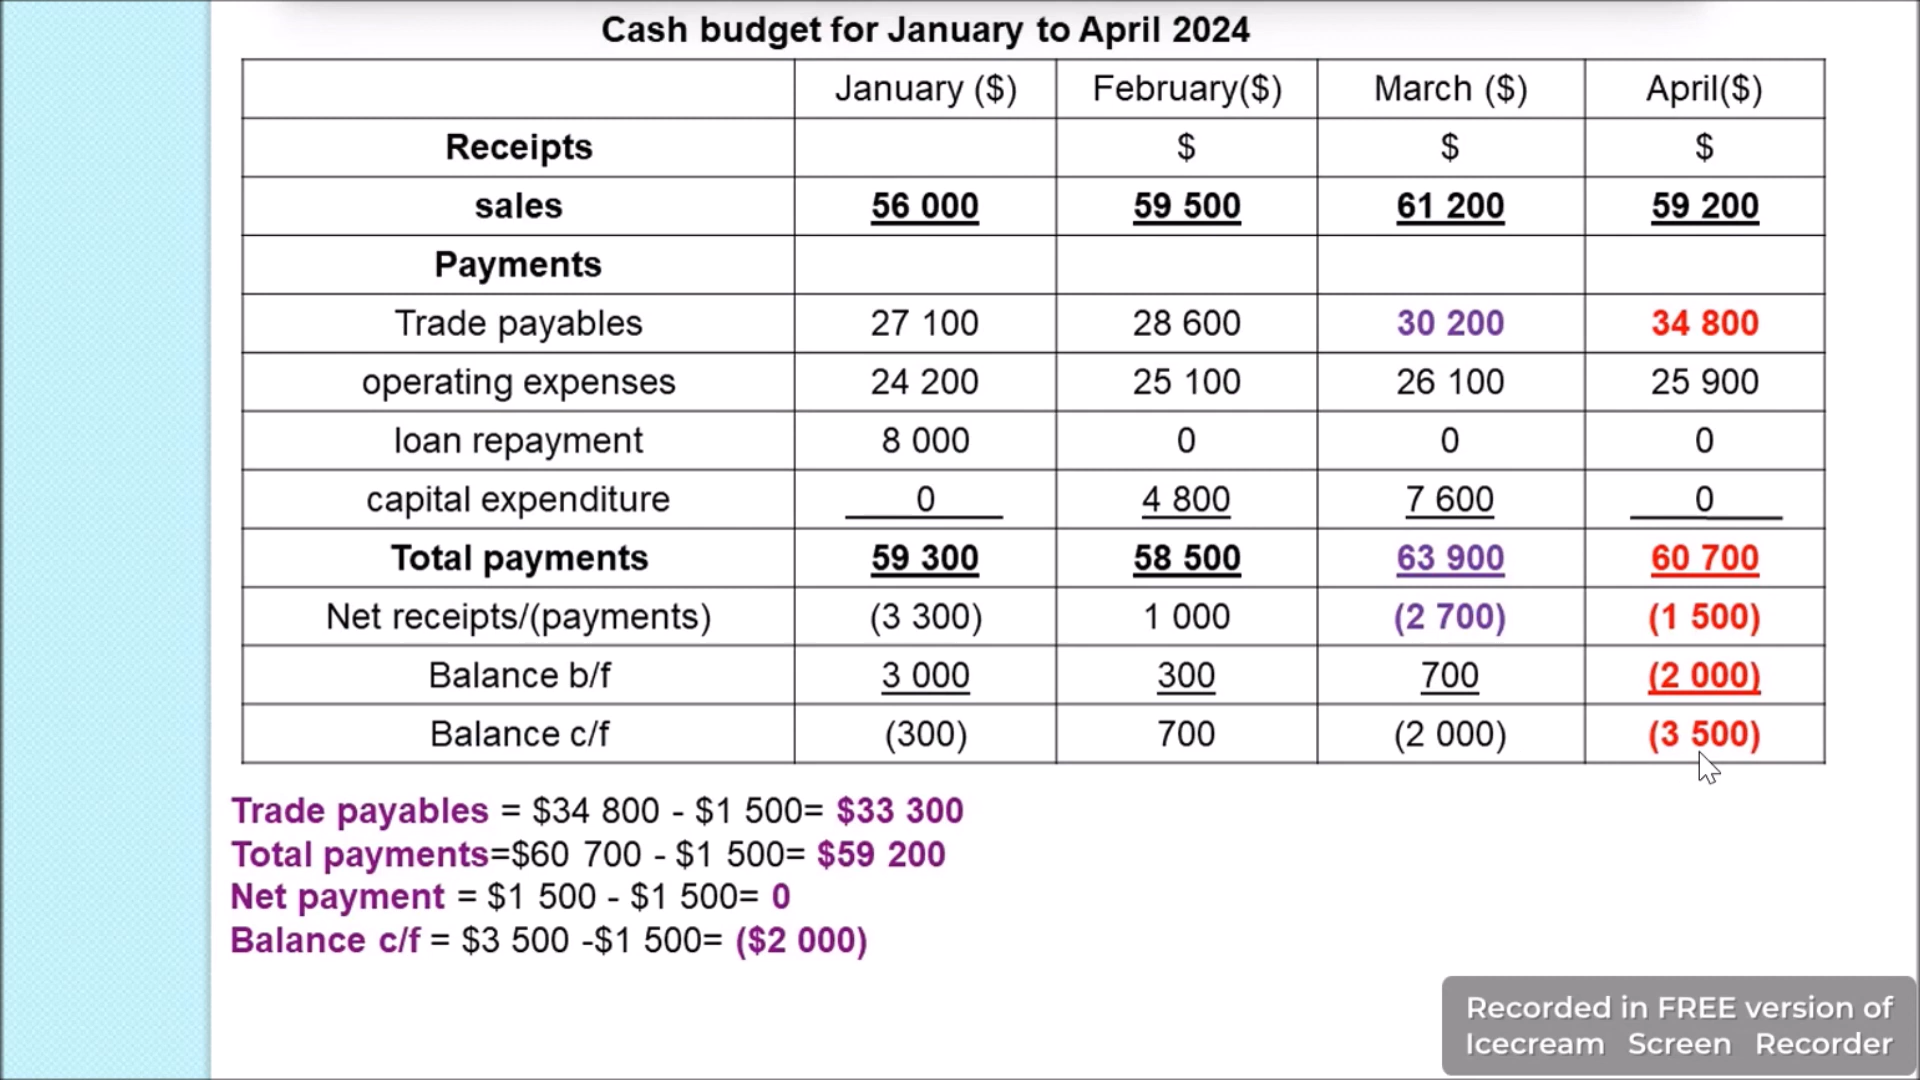 Cash budget for January to April 2024
January ($) February($) March ($) April($)
Receipts $ $ $
sales 56 000 59 500 61 200 59 200
Payments
Trade payables 27 100 28 600 30 200 34 800
operating expenses 24 200 25 100 26 100 25 900
loan repayment 8 000 0 0 0
capital expenditure 0 4 800 7 600 0
Total payments 59 300 58 500 63 900 60 700
Net receipts/(payments) (3 300) 1 000 (2 700) (1 500)
Balance b/f 3 000 300 700 (2 000)
Balance c/f (300) 700 (2 000) (3 500)
Trade payables = $34 800 - $1 500= $33 300
Total payments=$60 700 - $1 500= $59 200
Net payment = $1 500 - $1 500= 0
Balance c/f = $3 500 -$1 500= ($2 000)
Recorded in FREE version of
Icecream Screen Recorder